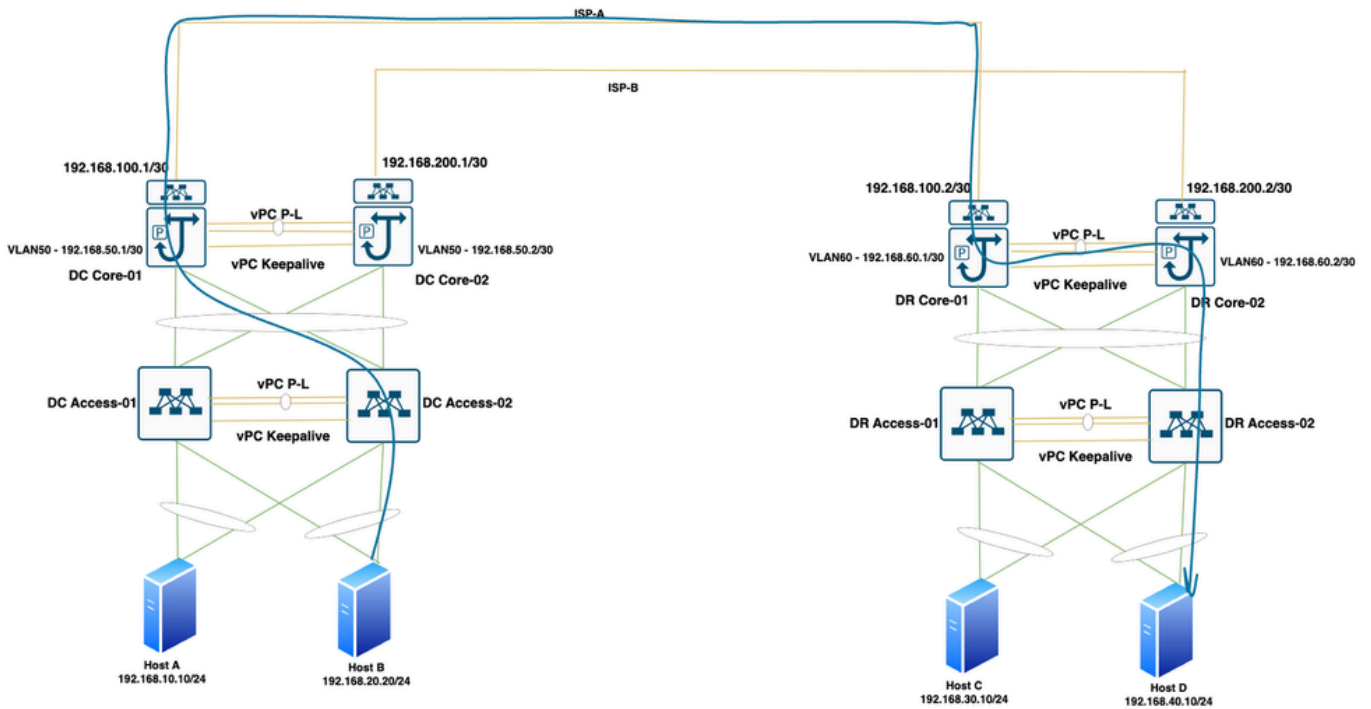 ISP-A
ISP-B
192.168.100.1/30
192.168.200.1/30
192.168.100.2/30
192.168.200.2/30
vPC P-L
P
P
VLAN50 - 192.168.50.1/30
VLAN50 - 192.168.50.2/30
vPC Keepalive
DC Core-01
DC Core-02
vPC P-L
P
P
VLAN60 - 192.168.60.1/30
VLAN60 - 192.168.60.2/30
vPC Keepalive
DR Core-01
DR Core-02
vPC P-L
DC Access-01
DC Access-02
vPC Keepalive
vPC P-L
DR Access-01
DR Access-02
vPC Keepalive
Host A
192.168.10.10/24
Host B
192.168.20.20/24
Host C
192.168.30.10/24
Host D
192.168.40.10/24